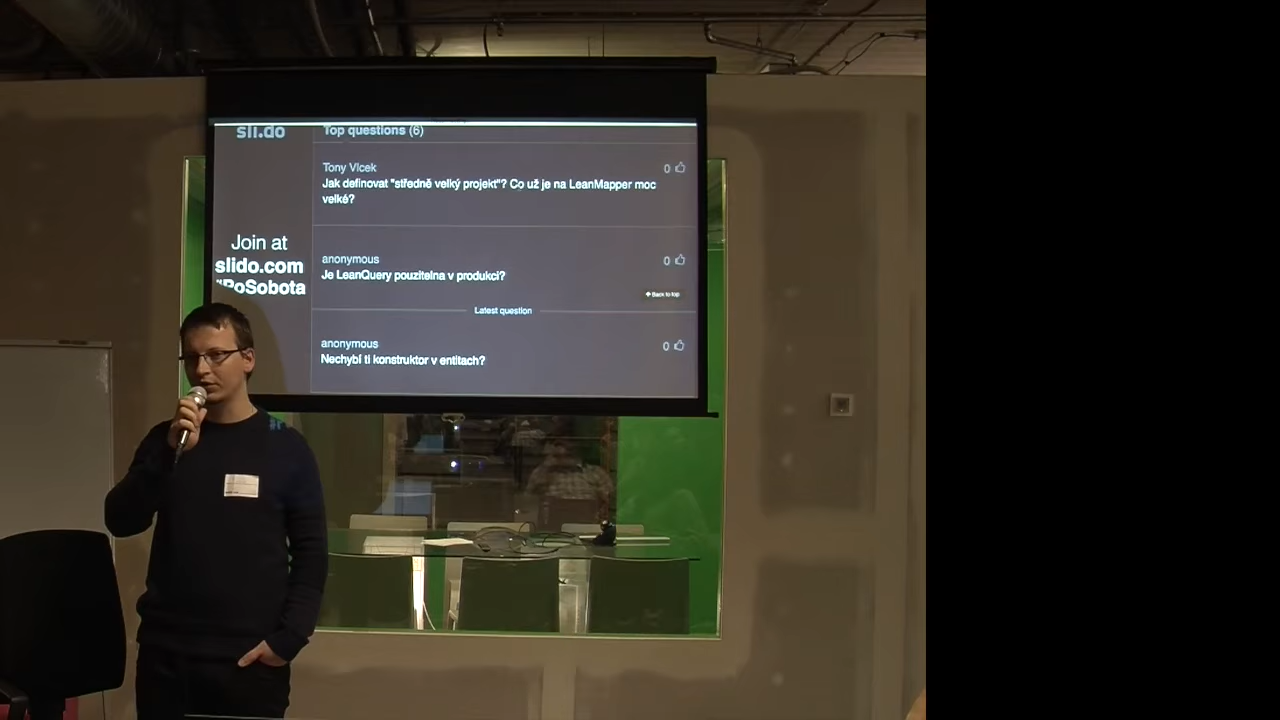 sli.do
Top questions (6)
Tony Vlcek
0
Jak definovat "středně velký projekt"? Co už je na LeanMapper moc
velké?
Join at
slido.com
#PoSobota
anonymous
0
Je LeanQuery pouzitelna v produkci?
Back to top
Latest question
anonymous
0
Nechybí ti konstruktor v entitach?